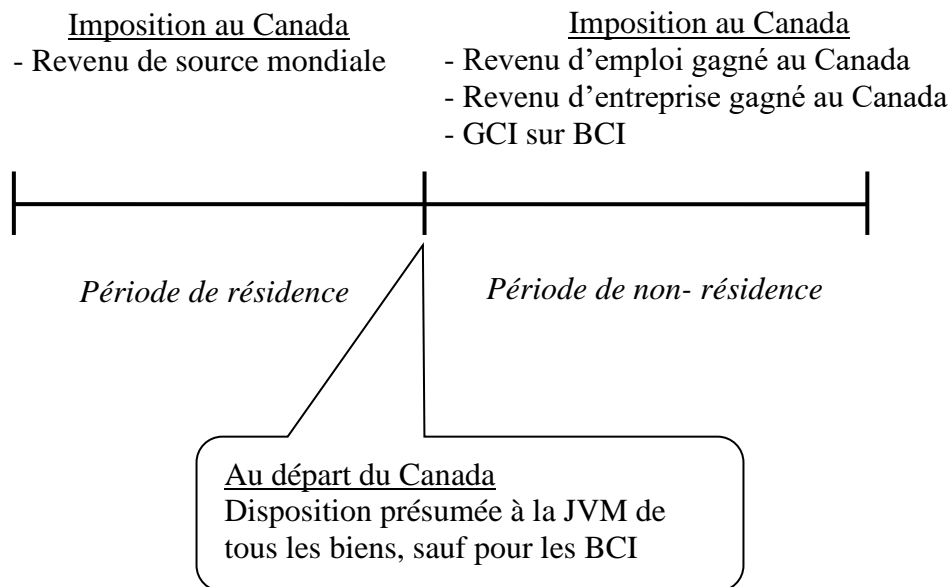 Imposition au Canada
- Revenu de source mondiale
Imposition au Canada
- Revenu d’emploi gagné au Canada
- Revenu d’entreprise gagné au Canada
- GCI sur BCI
Période de résidence
Période de non- résidence
Au départ du Canada
Disposition présumée à la JVM de
tous les biens, sauf pour les BCI